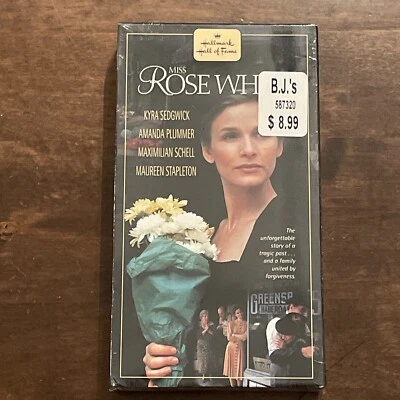 Hallmark
Hall of Fame
MISS
ROSE WH
B.J.'s
587320
$ 8.99
KYRA SEDGWICK
AMANDA PLUMMER
MAXIMILIAN SCHELL
MAUREEN STAPLETON
The
unforgettable
story of a
tragic past...
and a family
united by
forgiveness.
GREENSP